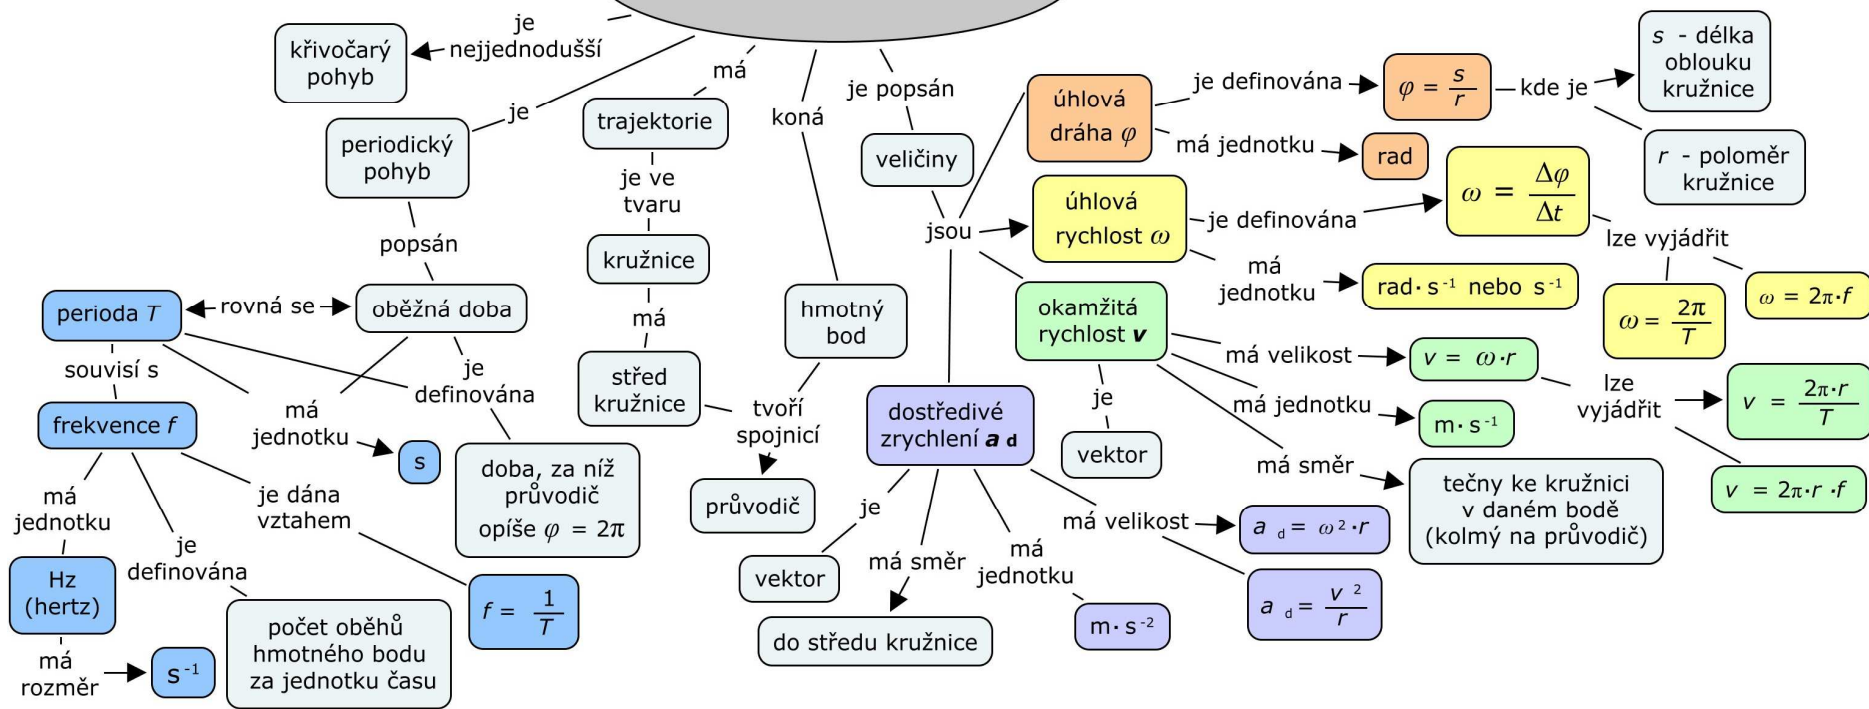 je
nejjednodušší
křivočarý
pohyb
je
periodický
pohyb
popsán
oběžná doba
rovná se
perioda T
souvisí s
frekvence f
má
jednotku
s
je
definována
doba, za níž
průvodič
opíše φ = 2π
má
jednotku
Hz
(hertz)
má
rozměr
s⁻¹
je
definována
počet oběhů
hmotného bodu
za jednotku času
je dána
vztahem
f = 1/T
má
trajektorie
je ve
tvaru
kružnice
má
střed
kružnice
koná
hmotný
bod
tvoří
spojnicí
průvodič
je popsán
veličiny
jsou
úhlová
dráha φ
je definována
φ = s/r
kde je
s - délka
oblouku
kružnice
r - poloměr
kružnice
má jednotku
rad
úhlová
rychlost ω
je definována
ω = Δφ/Δt
lze vyjádřit
ω = 2π/T
ω = 2π·f
má
jednotku
rad·s⁻¹ nebo s⁻¹
okamžitá
rychlost v
má velikost
v = ω·r
lze
vyjádřit
v = 2π·r/T
v = 2π·r·f
má jednotku
m·s⁻¹
má směr
tečny ke kružnici
v daném bodě
(kolmý na průvodič)
je
vektor
dostředivé
zrychlení a d
je
vektor
má směr
do středu kružnice
má
jednotku
m·s⁻²
má velikost
a d = ω²·r
a d = v²/r